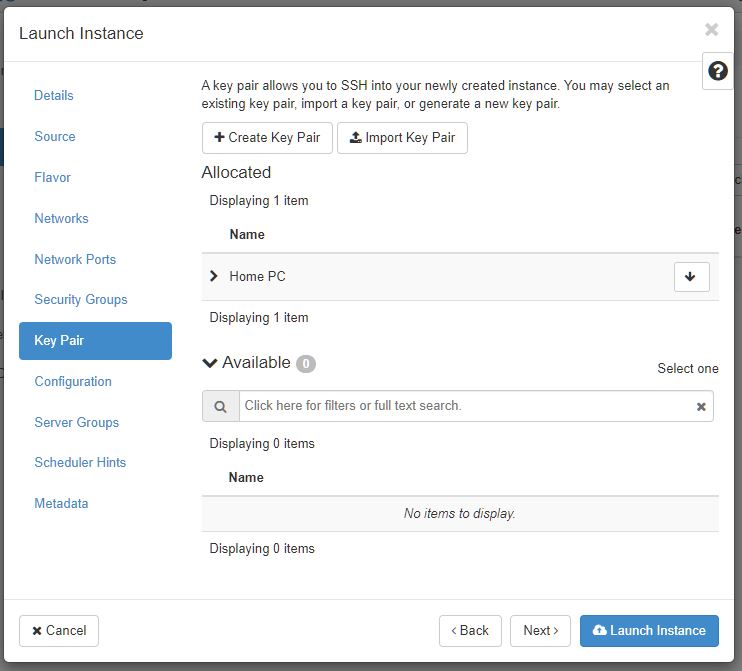 Launch Instance
Details
Source
Flavor
Networks
Network Ports
Security Groups
Key Pair
Configuration
Server Groups
Scheduler Hints
Metadata
A key pair allows you to SSH into your newly created instance. You may select an
existing key pair, import a key pair, or generate a new key pair.
Create Key Pair
Import Key Pair
Allocated
Displaying 1 item
Name
Home PC
Displaying 1 item
Available 0
Select one
Click here for filters or full text search.
Displaying 0 items
Name
No items to display.
Displaying 0 items
Cancel
‹ Back
Next ›
Launch Instance